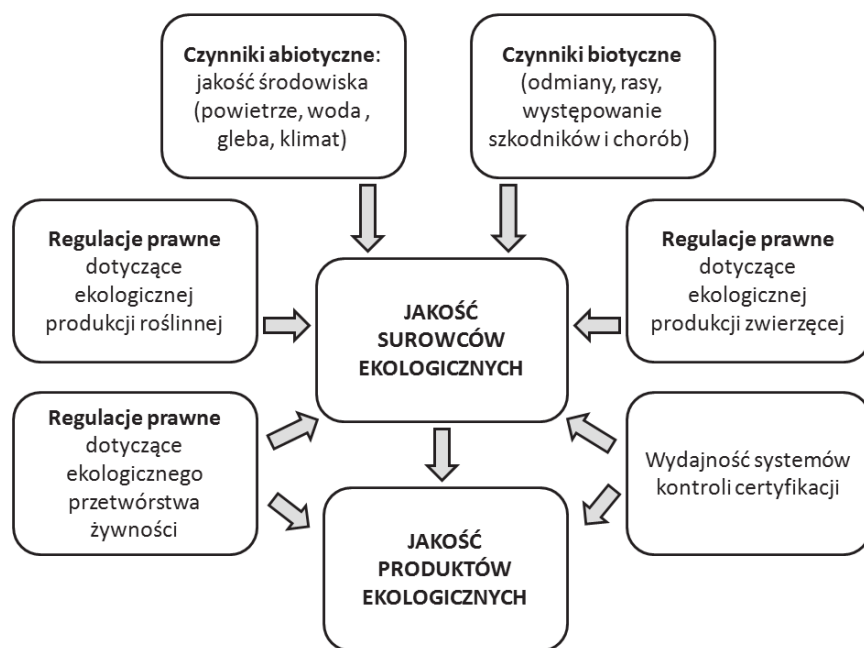 Czynniki abiotyczne:
jakość środowiska
(powietrze, woda ,
gleba, klimat)
Czynniki biotyczne
(odmiany, rasy,
występowanie
szkodników i chorób)
Regulacje prawne
dotyczące
ekologicznej
produkcji roślinnej
JAKOŚĆ
SUROWCÓW
EKOLOGICZNYCH
Regulacje prawne
dotyczące
ekologicznej
produkcji zwierzęcej
Regulacje prawne
dotyczące
ekologicznego
przetwórstwa
żywności
JAKOŚĆ
PRODUKTÓW
EKOLOGICZNYCH
Wydajność systemów
kontroli certyfikacji